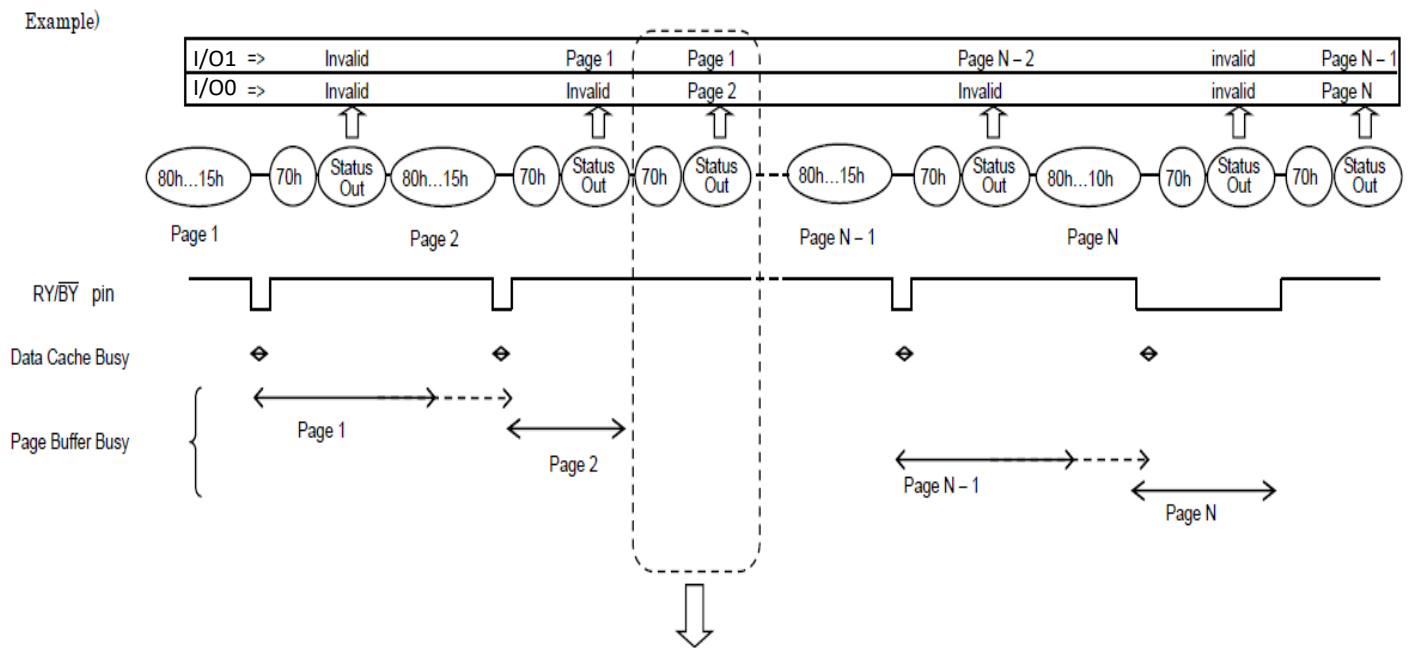 Example)
I/O1 => Invalid Page 1 Page 1 Page N – 2 invalid Page N – 1
I/O0 => Invalid Invalid Page 2 Invalid invalid Page N
80h...15h 70h Status Out 80h...15h 70h Status Out 70h Status Out 80h...15h 70h Status Out 80h...10h 70h Status Out 70h Status Out
Page 1 Page 2 Page N – 1 Page N
RY/B̅Y̅ pin
Data Cache Busy
Page 1
Page Buffer Busy
Page 2
Page N – 1
Page N